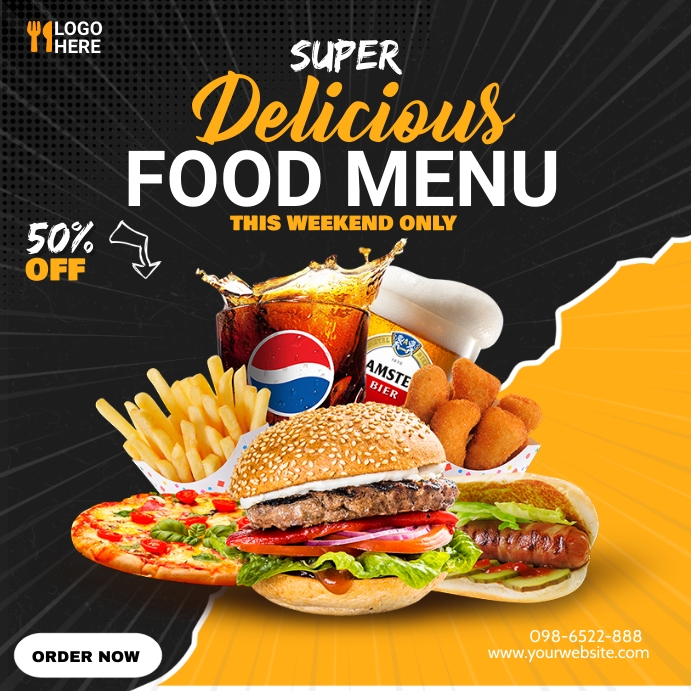 LOGO
HERE
SUPER
Delicious
FOOD MENU
THIS WEEKEND ONLY
50%
OFF
AMSTE
BIER
ORDER NOW
098-6522-888
www.yourwebsite.com